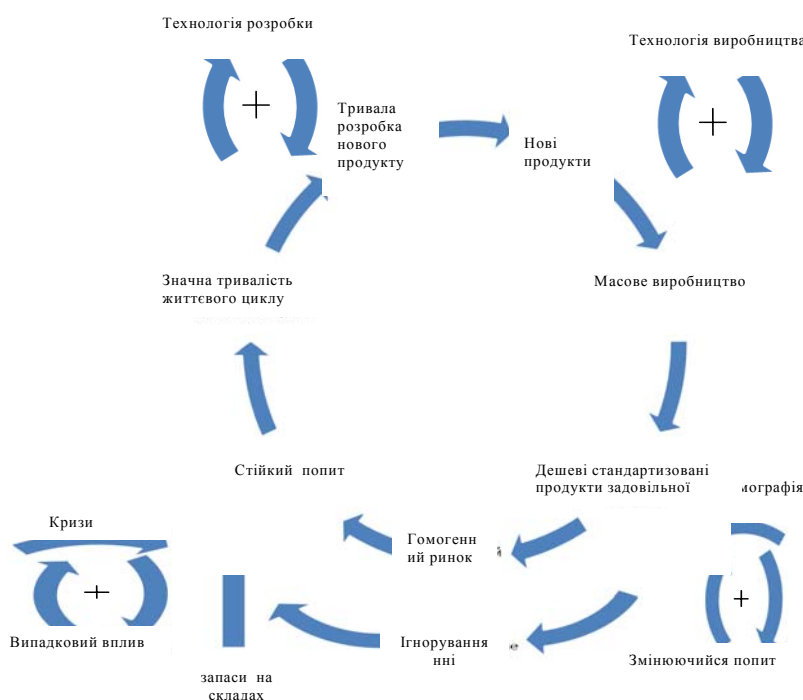 Технологія розробки
Технологія виробництва
Тривала
розробка
нового
продукту
Нові
продукти
Значна тривалість
життєвого циклу
Масове виробництво
Стійкий попит
Дешеві стандартизовані
продукти задовільної
мографія
Кризи
Гомогенн
ий ринок
Випадковий вплив
Ігнорування
нні
Змінюючийся попит
запаси на
складах